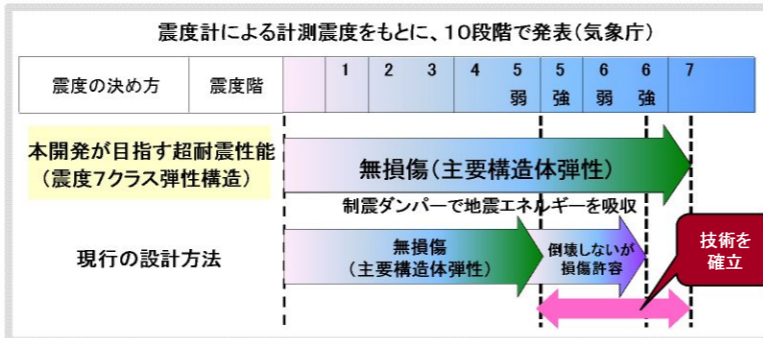 震度計による計測震度をもとに、10段階で発表(気象庁)
震度の決め方 震度階 1 2 3 4 5弱 5強 6弱 6強 7
本開発が目指す超耐震性能
(震度7クラス弾性構造)
無損傷(主要構造体弾性)
制震ダンパーで地震エネルギーを吸収
現行の設計方法
無損傷
(主要構造体弾性)
倒壊しないが
損傷許容
技術を
確立